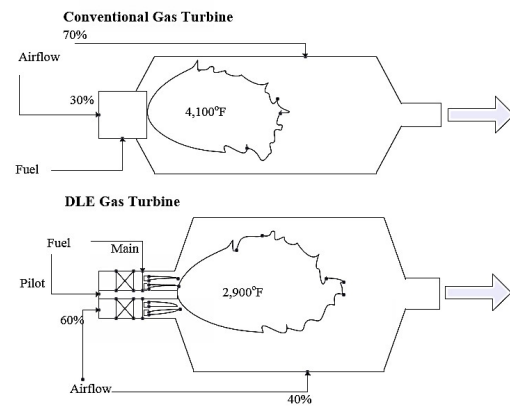 Conventional Gas Turbine
70%
Airflow
30%
4,100°F
Fuel
DLE Gas Turbine
Fuel
Main
Pilot
2,900°F
60%
Airflow
40%